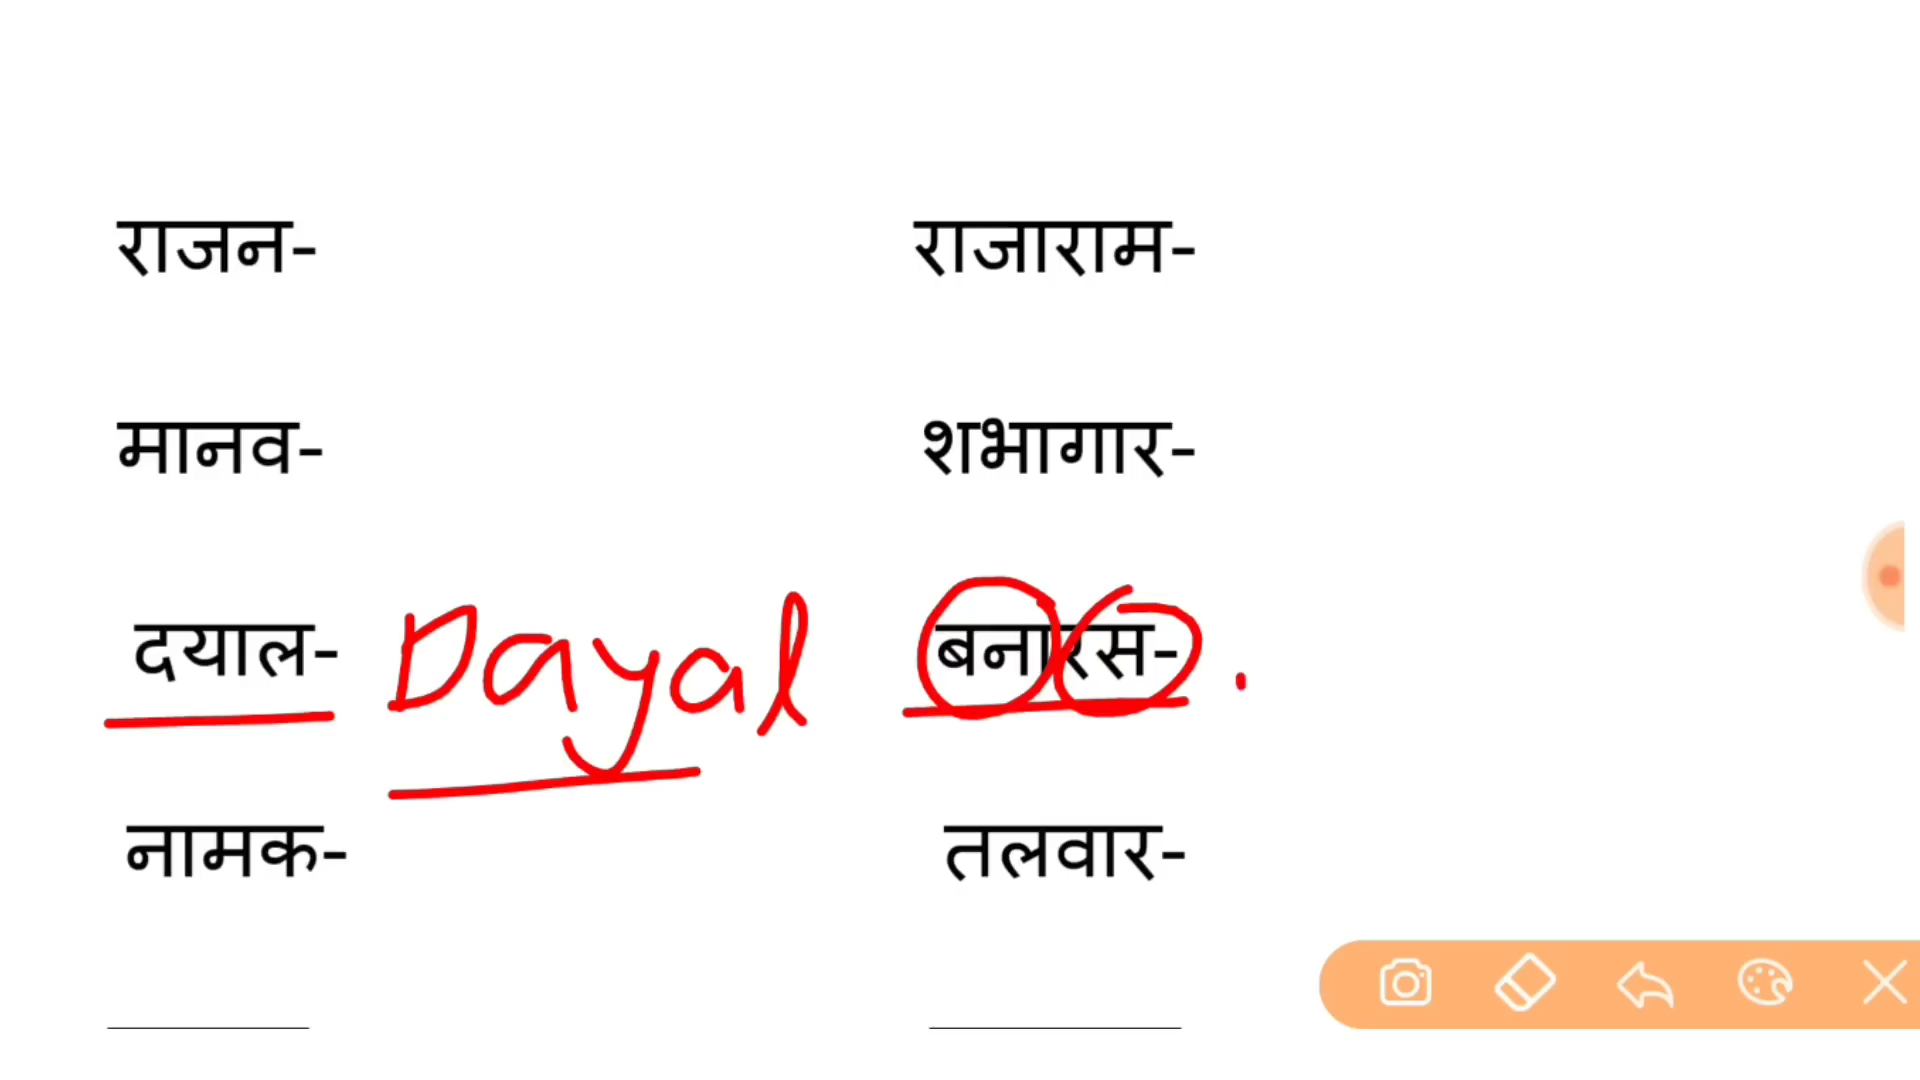 राजन- राजाराम-
मानव- शभागार-
दयाल- Dayal बनारस-
नामक- तलवार-